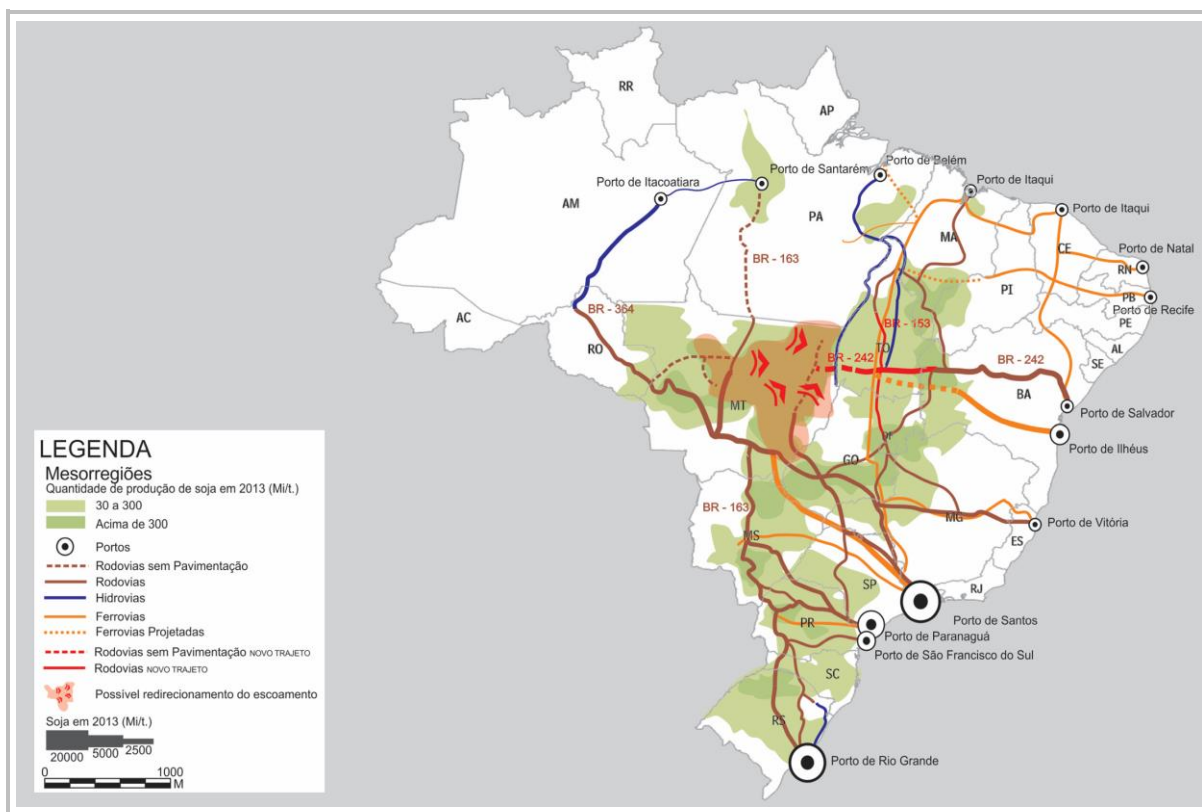 RR
AP
Porto de Belém
Porto de Santarém
Porto de Itacoatiara
Porto de Itaqui
AM
PA
Porto de Itaqui
MA
CE
Porto de Natal
BR - 163
RN
PI
PB
Porto de Recife
PE
AC
BR - 364
BR - 153
AL
RO
TO
SE
BR - 242
BR - 242
BA
MT
Porto de Salvador
Porto de Ilhéus
DF
GO
BR - 163
MG
Porto de Vitória
MS
ES
SP
RJ
Porto de Santos
PR
Porto de Paranaguá
Porto de São Francisco do Sul
SC
RS
Porto de Rio Grande
LEGENDA
Mesorregiões
Quantidade de produção de soja em 2013 (Mi/t.)
30 a 300
Acima de 300
Portos
Rodovias sem Pavimentação
Rodovias
Hidrovias
Ferrovias
Ferrovias Projetadas
Rodovias sem Pavimentação NOVO TRAJETO
Rodovias NOVO TRAJETO
Possível redirecionamento do escoamento
Soja em 2013 (Mi/t.)
20000 5000 2500
0 1000
M